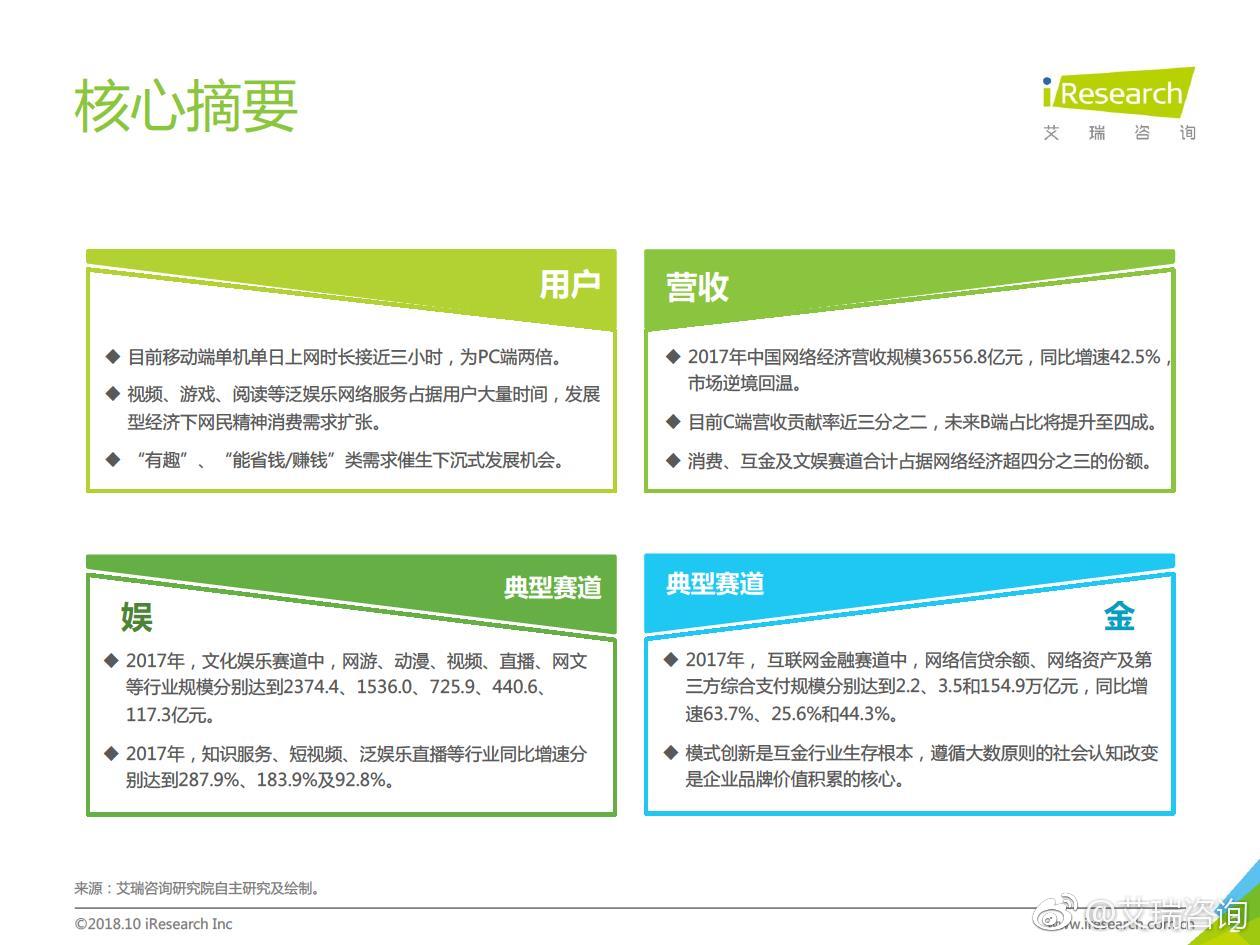 核心摘要
iResearch
艾瑞咨询
用户
◆ 目前移动端单机单日上网时长接近三小时，为PC端两倍。
◆ 视频、游戏、阅读等泛娱乐网络服务占据用户大量时间，发展
型经济下网民精神消费需求扩张。
◆ “有趣”、“能省钱/赚钱”类需求催生下沉式发展机会。
营收
◆ 2017年中国网络经济营收规模36556.8亿元，同比增速42.5%，
市场逆境回温。
◆ 目前C端营收贡献率近三分之二，未来B端占比将提升至四成。
◆ 消费、互金及文娱赛道合计占据网络经济超四分之三的份额。
典型赛道
娱
◆ 2017年，文化娱乐赛道中，网游、动漫、视频、直播、网文
等行业规模分别达到2374.4、1536.0、725.9、440.6、
117.3亿元。
◆ 2017年，知识服务、短视频、泛娱乐直播等行业同比增速分
别达到287.9%、183.9%及92.8%。
典型赛道
金
◆ 2017年， 互联网金融赛道中，网络信贷余额、网络资产及第
三方综合支付规模分别达到2.2、3.5和154.9万亿元，同比增
速63.7%、25.6%和44.3%。
◆ 模式创新是互金行业生存根本，遵循大数原则的社会认知改变
是企业品牌价值积累的核心。
来源：艾瑞咨询研究院自主研究及绘制。
©2018.10 iResearch Inc
www.iresearch.com.cn
@艾瑞咨询
2